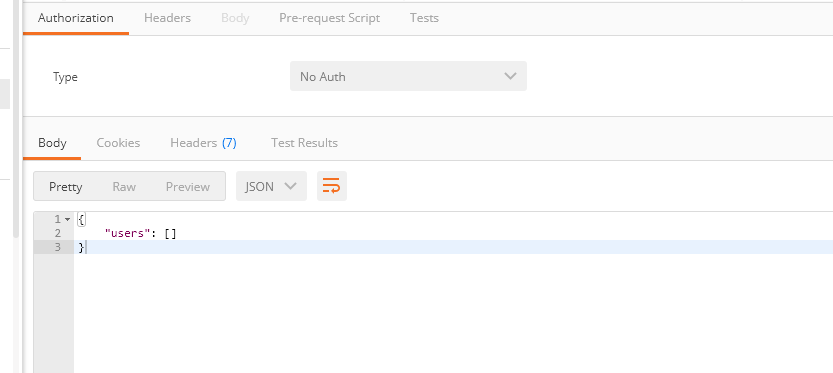 Authorization Headers Body Pre-request Script Tests
Type No Auth
Body Cookies Headers (7) Test Results
Pretty Raw Preview JSON
1 {
2 "users": []
3 }